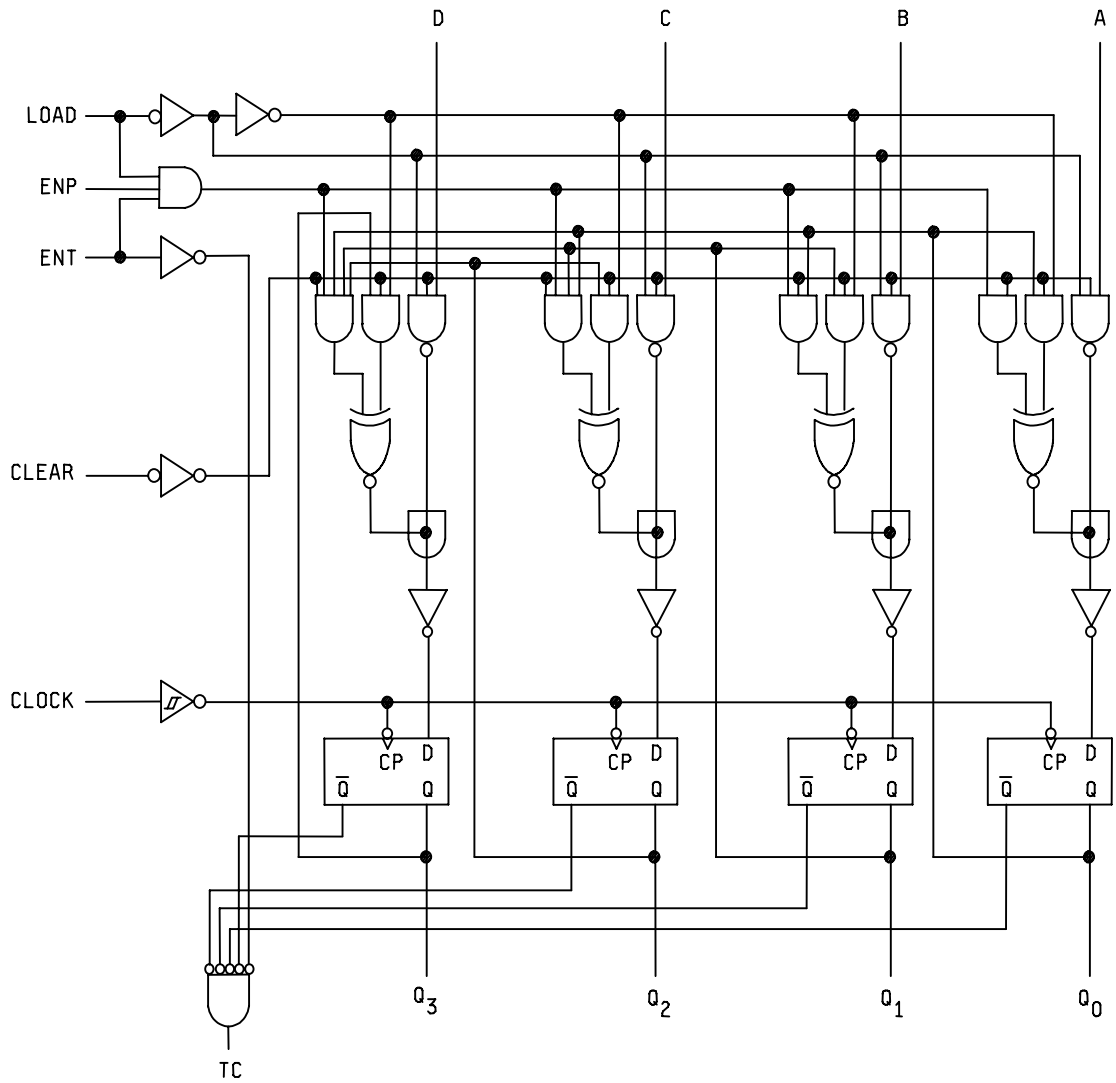 D C B A
LOAD
ENP
ENT
CLEAR
CLOCK
CP D CP D CP D CP D
Q̅ Q Q̅ Q Q̅ Q Q̅ Q
Q3 Q2 Q1 Q0
TC